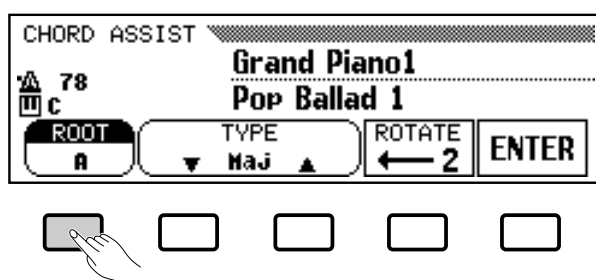 CHORD ASSIST
Grand Piano1
78
C
Pop Ballad 1
ROOT TYPE ROTATE
A ▼ Maj ▲ ← 2 ENTER